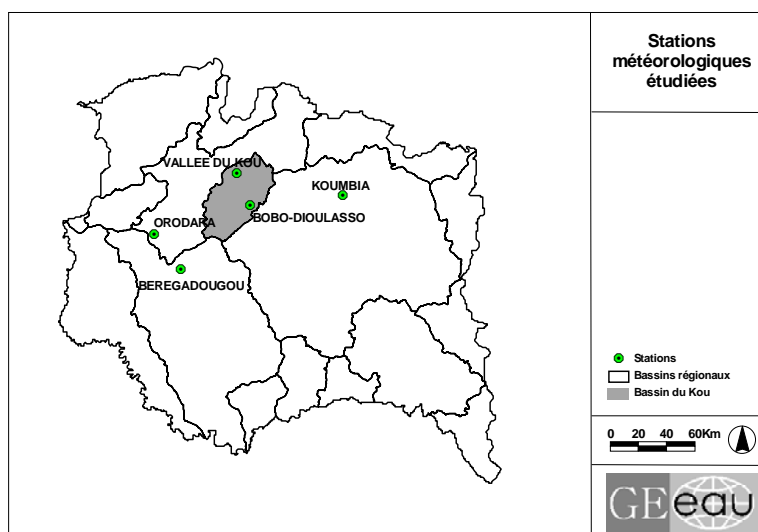 Stations
météorologiques
étudiées
VALLEE DU KOU
KOUMBIA
BOBO-DIOULASSO
ORODARA
BEREGADOUGOU
Stations
Bassins régionaux
Bassin du Kou
0 20 40 60Km
GEeau